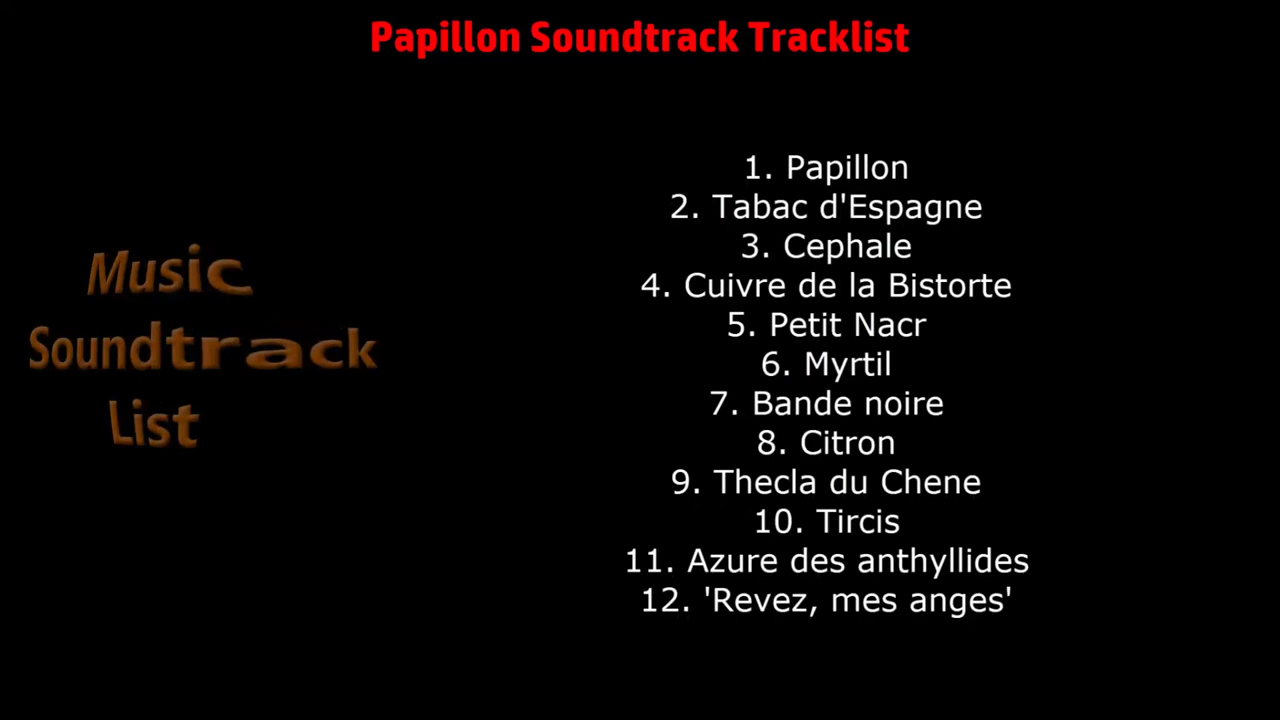 Papillon Soundtrack Tracklist
Music
Soundtrack
List
1. Papillon
2. Tabac d'Espagne
3. Cephale
4. Cuivre de la Bistorte
5. Petit Nacr
6. Myrtil
7. Bande noire
8. Citron
9. Thecla du Chene
10. Tircis
11. Azure des anthyllides
12. 'Revez, mes anges'